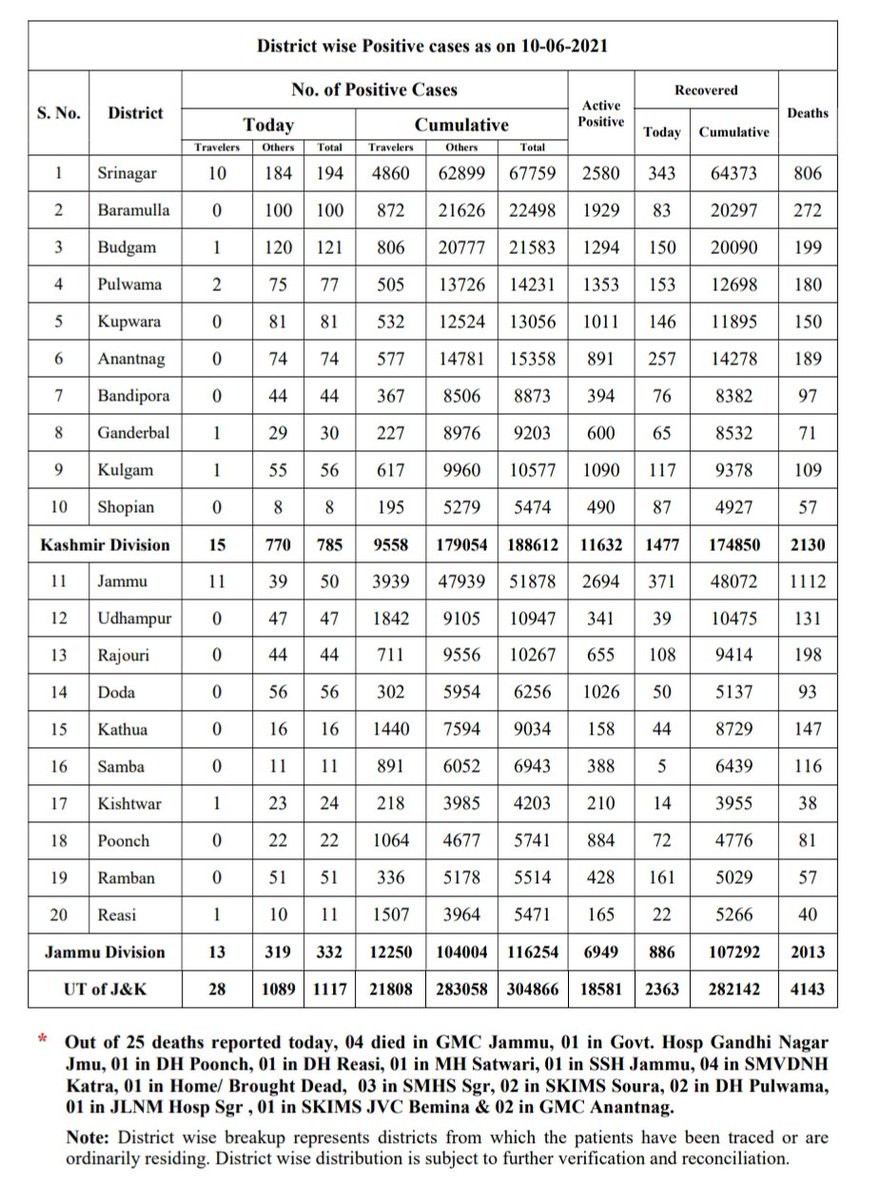 District wise Positive cases as on 10-06-2021
S. No. District No. of Positive Cases Active Positive Recovered Deaths
Today Cumulative Today Cumulative
Travelers Others Total Travelers Others Total
1 Srinagar 10 184 194 4860 62899 67759 2580 343 64373 806
2 Baramulla 0 100 100 872 21626 22498 1929 83 20297 272
3 Budgam 1 120 121 806 20777 21583 1294 150 20090 199
4 Pulwama 2 75 77 505 13726 14231 1353 153 12698 180
5 Kupwara 0 81 81 532 12524 13056 1011 146 11895 150
6 Anantnag 0 74 74 577 14781 15358 891 257 14278 189
7 Bandipora 0 44 44 367 8506 8873 394 76 8382 97
8 Ganderbal 1 29 30 227 8976 9203 600 65 8532 71
9 Kulgam 1 55 56 617 9960 10577 1090 117 9378 109
10 Shopian 0 8 8 195 5279 5474 490 87 4927 57
Kashmir Division 15 770 785 9558 179054 188612 11632 1477 174850 2130
11 Jammu 11 39 50 3939 47939 51878 2694 371 48072 1112
12 Udhampur 0 47 47 1842 9105 10947 341 39 10475 131
13 Rajouri 0 44 44 711 9556 10267 655 108 9414 198
14 Doda 0 56 56 302 5954 6256 1026 50 5137 93
15 Kathua 0 16 16 1440 7594 9034 158 44 8729 147
16 Samba 0 11 11 891 6052 6943 388 5 6439 116
17 Kishtwar 1 23 24 218 3985 4203 210 14 3955 38
18 Poonch 0 22 22 1064 4677 5741 884 72 4776 81
19 Ramban 0 51 51 336 5178 5514 428 161 5029 57
20 Reasi 1 10 11 1507 3964 5471 165 22 5266 40
Jammu Division 13 319 332 12250 104004 116254 6949 886 107292 2013
UT of J&K 28 1089 1117 21808 283058 304866 18581 2363 282142 4143
* Out of 25 deaths reported today, 04 died in GMC Jammu, 01 in Govt. Hosp Gandhi Nagar
Jmu, 01 in DH Poonch, 01 in DH Reasi, 01 in MH Satwari, 01 in SSH Jammu, 04 in SMVDNH
Katra, 01 in Home/ Brought Dead, 03 in SMHS Sgr, 02 in SKIMS Soura, 02 in DH Pulwama,
01 in JLNM Hosp Sgr , 01 in SKIMS JVC Bemina & 02 in GMC Anantnag.
Note: District wise breakup represents districts from which the patients have been traced or are
ordinarily residing. District wise distribution is subject to further verification and reconciliation.